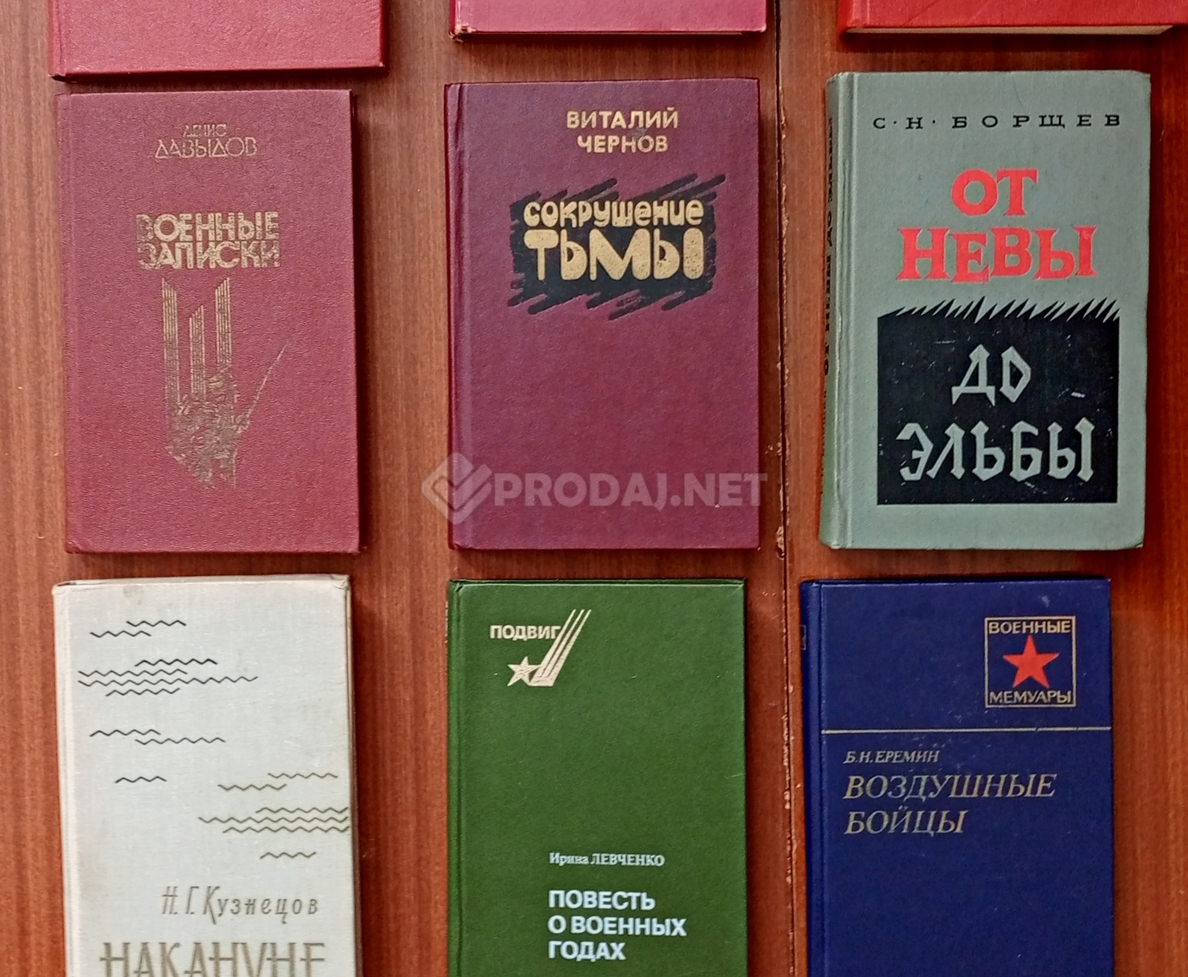 ДЕНИС
ДАВЫДОВ
ВОЕННЫЕ
ЗАПИСКИ
ВИТАЛИЙ
ЧЕРНОВ
СОКРУШЕНИЕ
ТЬМЫ
С·Н·БОРЩЕВ
ОТ
НЕВЫ
ДО
ЭЛЬБЫ
PRODAJ.NET
Н.Г.Кузнецов
НАКАНУНЕ
ПОДВИГ
Ирина ЛЕВЧЕНКО
ПОВЕСТЬ
О ВОЕННЫХ
ГОДАХ
ВОЕННЫЕ
МЕМУАРЫ
Б.Н.ЕРЕМИН
ВОЗДУШНЫЕ
БОЙЦЫ